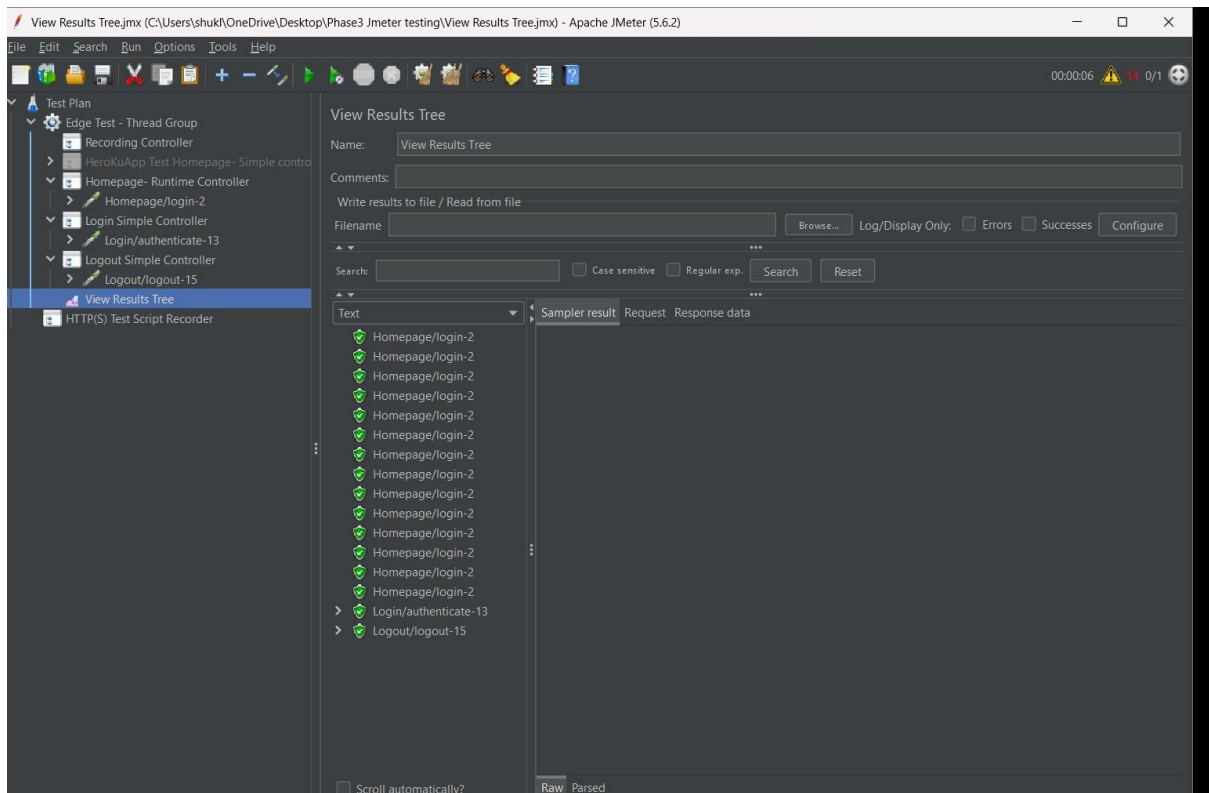 View Results Tree.jmx (C:\Users\shukl\OneDrive\Desktop\Phase3 Jmeter testing\View Results Tree.jmx) - Apache JMeter (5.6.2)
File Edit Search Run Options Tools Help
00:00:06 14 0/1
Test Plan
Edge Test - Thread Group
Recording Controller
HeroKuApp Test Homepage- Simple contro
Homepage- Runtime Controller
Homepage/login-2
Login Simple Controller
Login/authenticate-13
Logout Simple Controller
Logout/logout-15
View Results Tree
HTTP(S) Test Script Recorder
View Results Tree
Name: View Results Tree
Comments:
Write results to file / Read from file
Filename Browse... Log/Display Only: Errors Successes Configure
Search: Case sensitive Regular exp. Search Reset
Text
Sampler result Request Response data
Homepage/login-2
Homepage/login-2
Homepage/login-2
Homepage/login-2
Homepage/login-2
Homepage/login-2
Homepage/login-2
Homepage/login-2
Homepage/login-2
Homepage/login-2
Homepage/login-2
Homepage/login-2
Homepage/login-2
Homepage/login-2
Login/authenticate-13
Logout/logout-15
Scroll automatically?
Raw Parsed